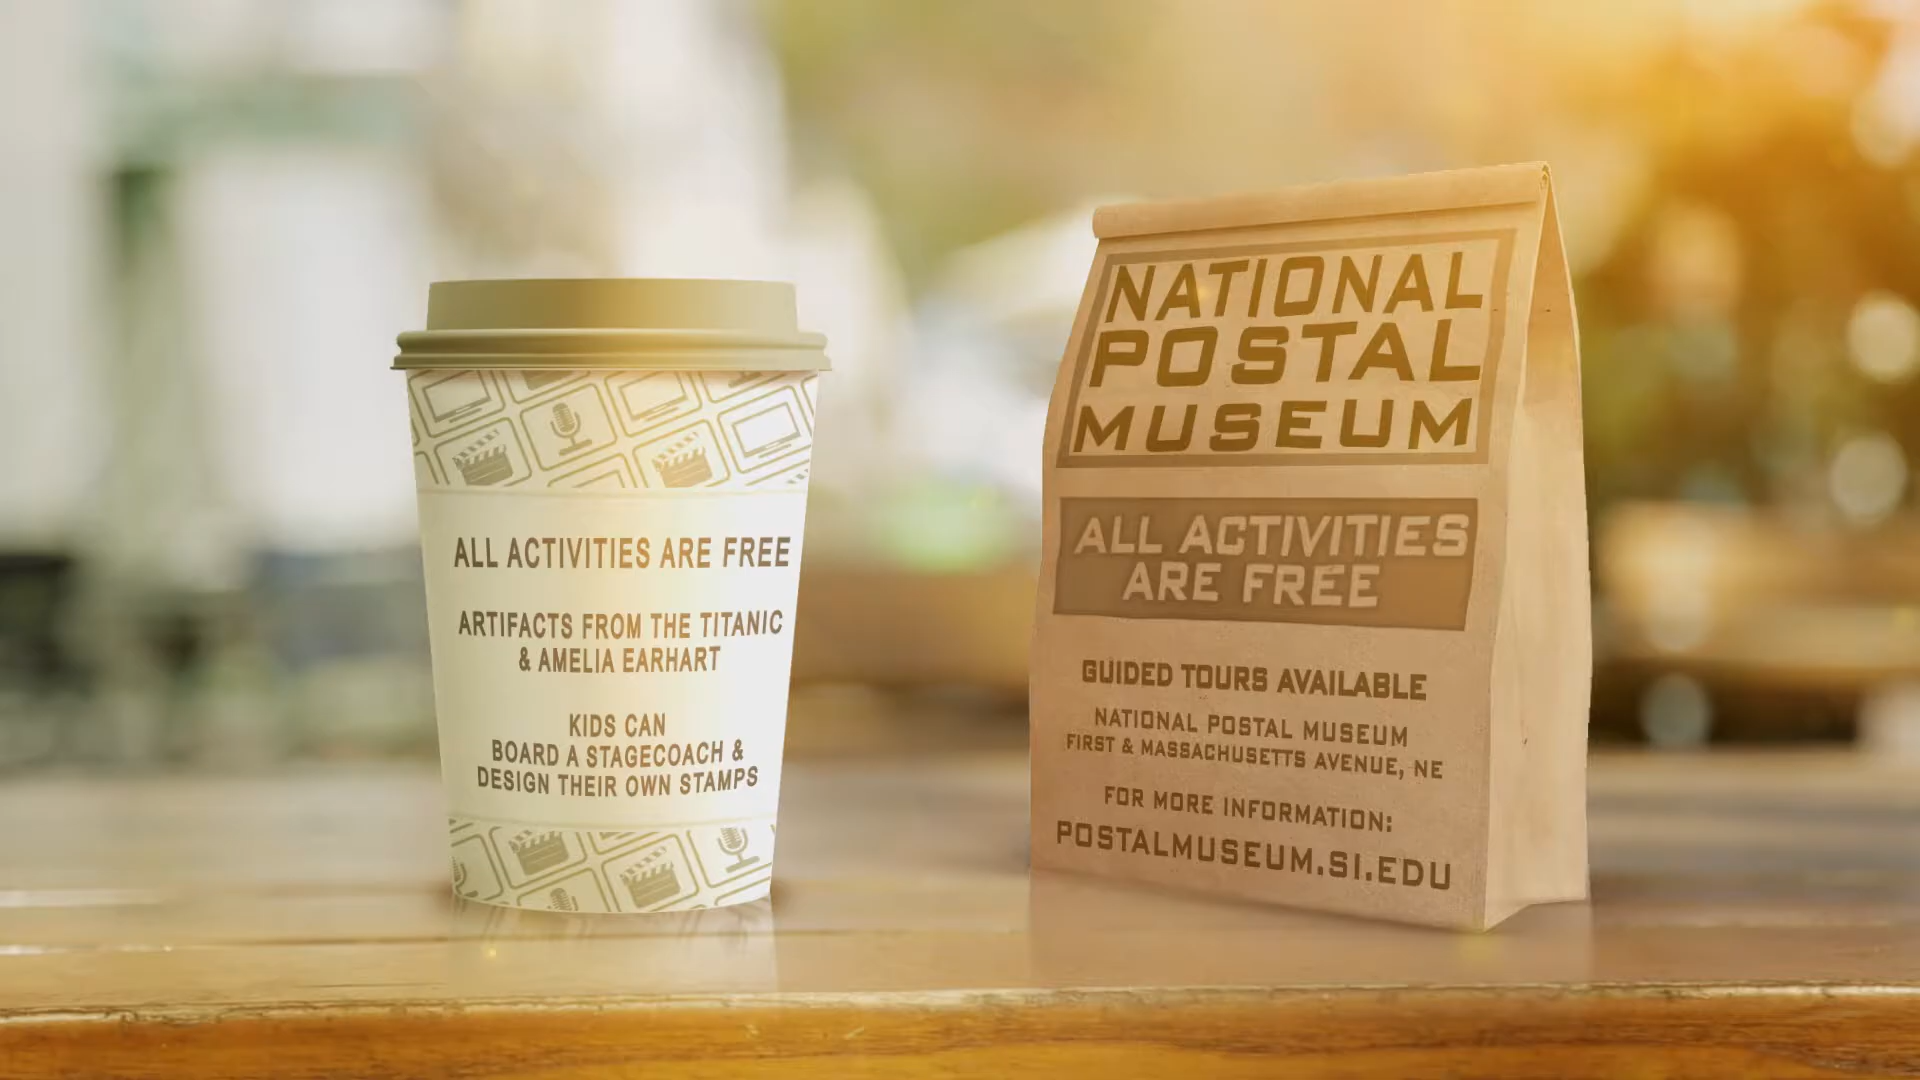 ALL ACTIVITIES ARE FREE
ARTIFACTS FROM THE TITANIC
& AMELIA EARHART
KIDS CAN
BOARD A STAGECOACH &
DESIGN THEIR OWN STAMPS
NATIONAL
POSTAL
MUSEUM
ALL ACTIVITIES
ARE FREE
GUIDED TOURS AVAILABLE
NATIONAL POSTAL MUSEUM
FIRST & MASSACHUSETTS AVENUE, NE
FOR MORE INFORMATION:
POSTALMUSEUM.SI.EDU